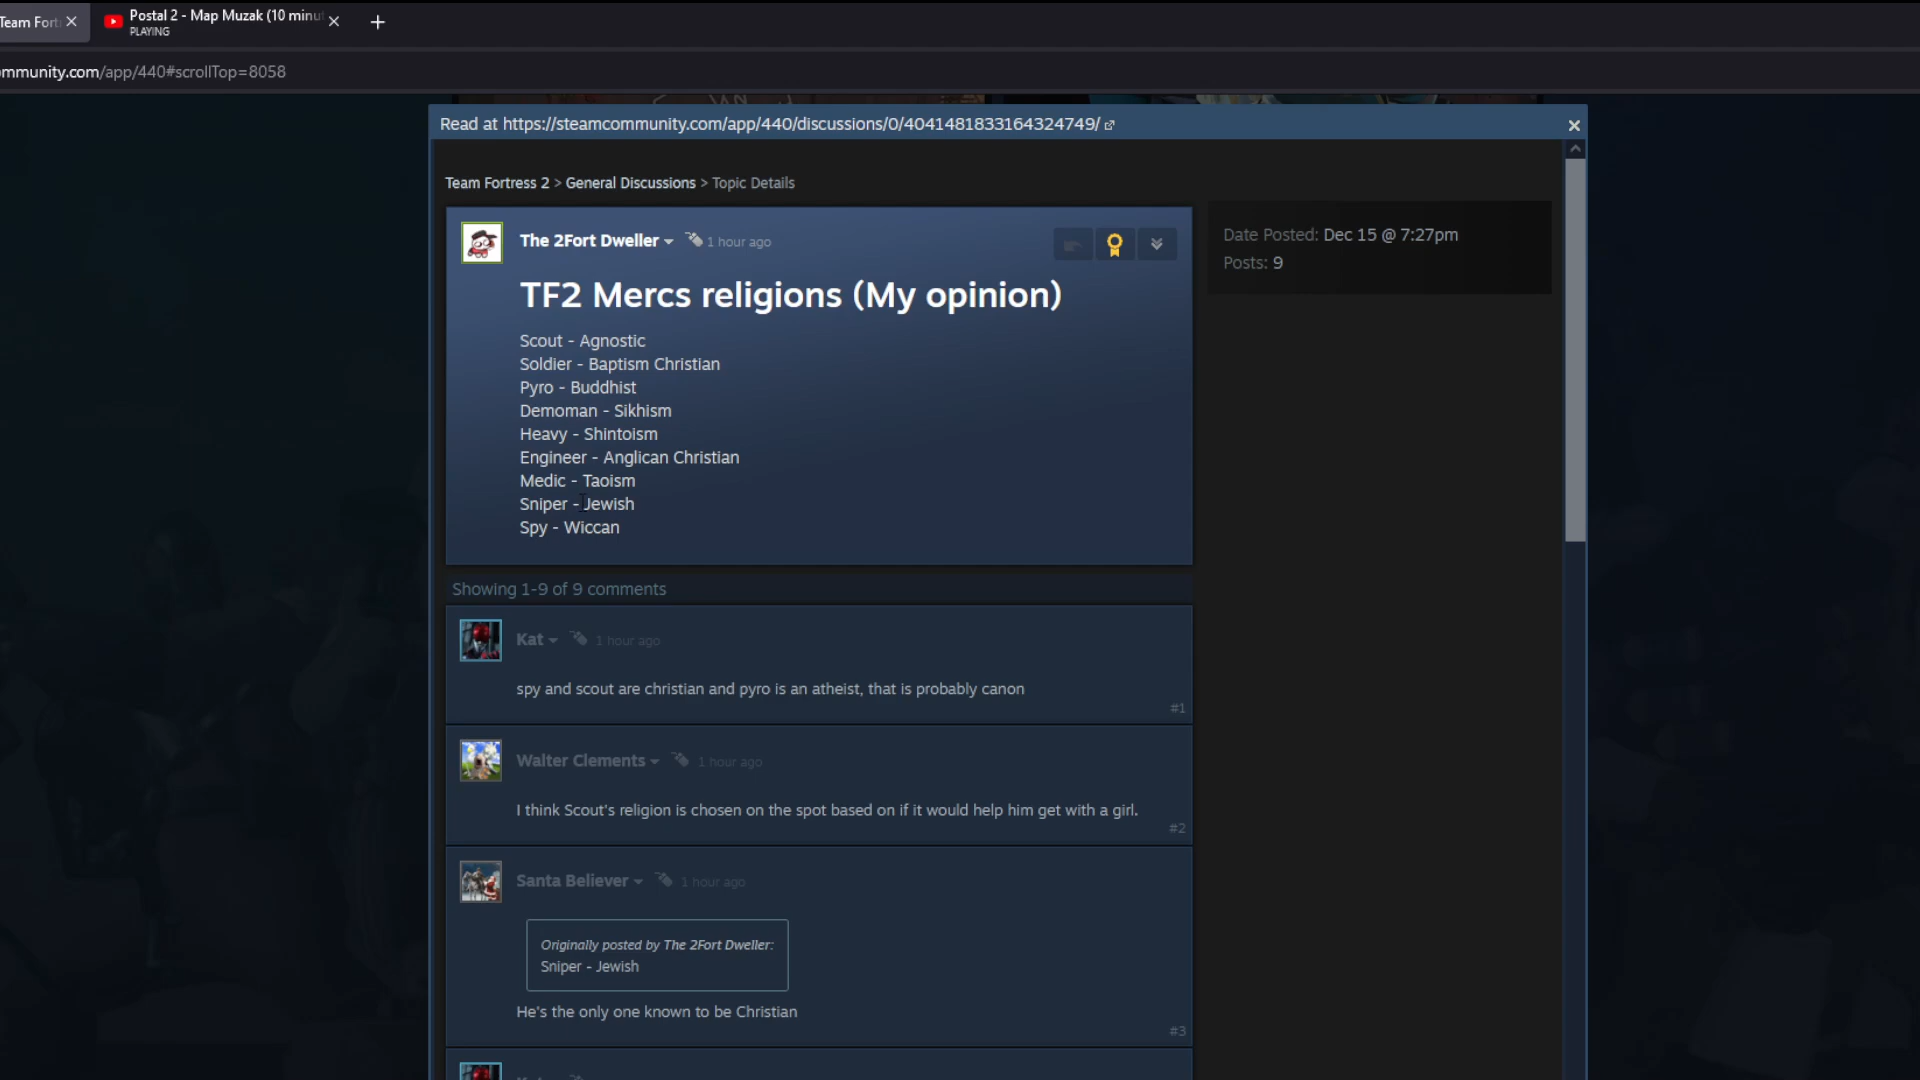 Team Fort
Postal 2 - Map Muzak (10 minu
PLAYING
mmunity.com/app/440#scrollTop=8058
Read at https://steamcommunity.com/app/440/discussions/0/4041481833164324749/
Team Fortress 2 > General Discussions > Topic Details
The 2Fort Dweller 1 hour ago
Date Posted: Dec 15 @ 7:27pm
Posts: 9
TF2 Mercs religions (My opinion)
Scout - Agnostic
Soldier - Baptism Christian
Pyro - Buddhist
Demoman - Sikhism
Heavy - Shintoism
Engineer - Anglican Christian
Medic - Taoism
Sniper - Jewish
Spy - Wiccan
Showing 1-9 of 9 comments
Kat 1 hour ago
spy and scout are christian and pyro is an atheist, that is probably canon
#1
Walter Clements 1 hour ago
I think Scout's religion is chosen on the spot based on if it would help him get with a girl.
#2
Santa Believer 1 hour ago
Originally posted by The 2Fort Dweller:
Sniper - Jewish
He's the only one known to be Christian
#3